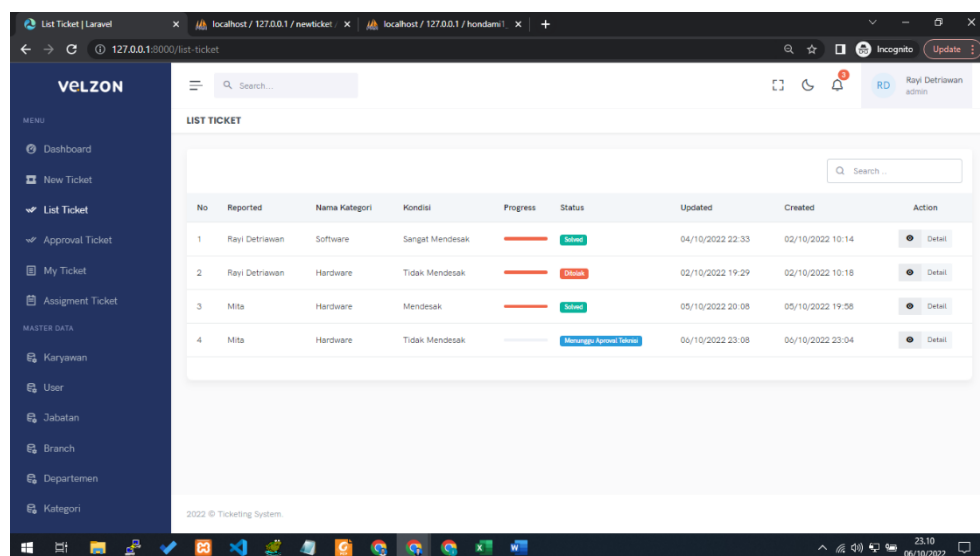 List Ticket | Laravel
localhost / 127.0.0.1 / newticket
localhost / 127.0.0.1 / hondami1_
127.0.0.1:8000/list-ticket
Incognito
Update
VELZON
Search...
3
RD
Rayi Detriawan
admin
MENU
LIST TICKET
Dashboard
New Ticket
List Ticket
Approval Ticket
My Ticket
Assigment Ticket
MASTER DATA
Karyawan
User
Jabatan
Branch
Departemen
Kategori
Search ..
No Reported Nama Kategori Kondisi Progress Status Updated Created Action
1 Rayi Detriawan Software Sangat Mendesak Solved 04/10/2022 22:33 02/10/2022 10:14 Detail
2 Rayi Detriawan Hardware Tidak Mendesak Ditolak 02/10/2022 19:29 02/10/2022 10:18 Detail
3 Mita Hardware Mendesak Solved 05/10/2022 20:08 05/10/2022 19:58 Detail
4 Mita Hardware Tidak Mendesak Menunggu Aproval Teknisi 06/10/2022 23:08 06/10/2022 23:04 Detail
2022 © Ticketing System.
23.10
06/10/2022